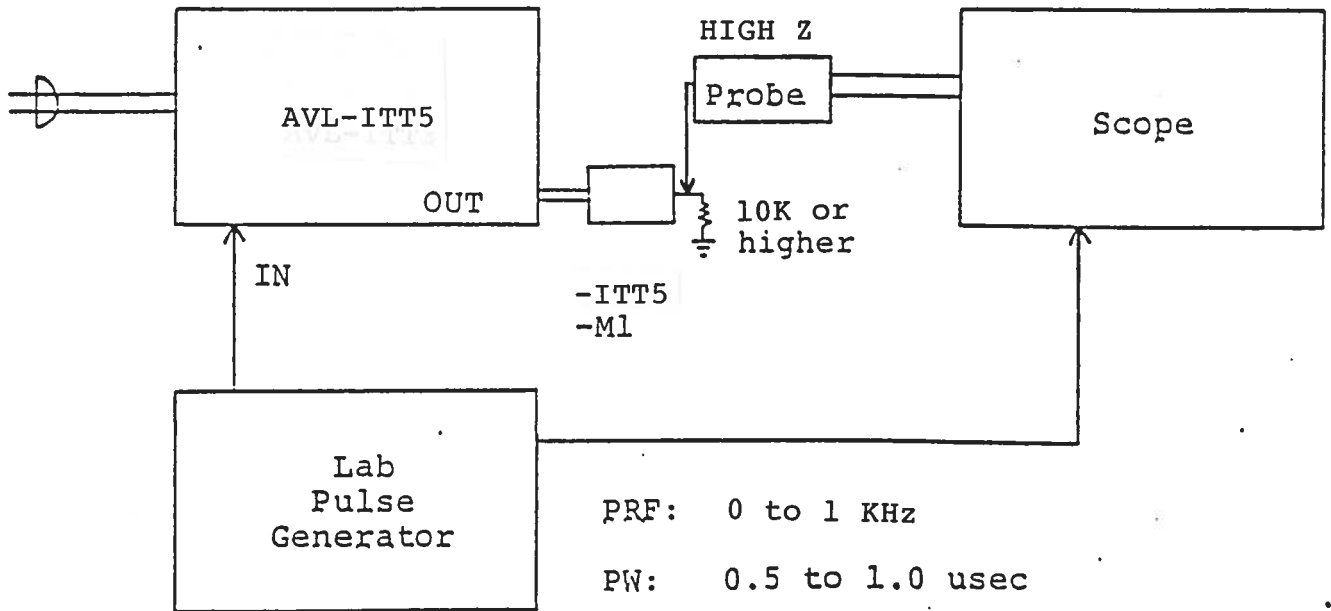 HIGH Z
Probe
AVL-ITT5
Scope
OUT
10K or
higher
IN
-ITT5
-M1
Lab
Pulse
Generator
PRF: 0 to 1 KHz
PW: 0.5 to 1.0 usec